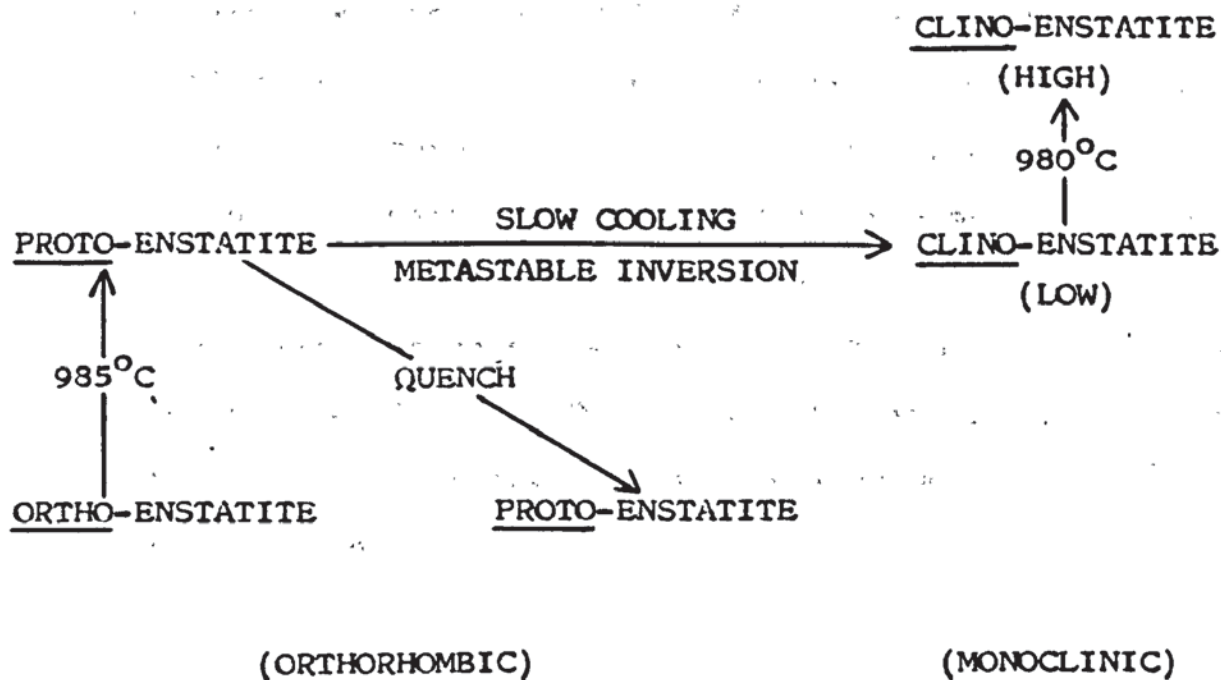 CLINO-ENSTATITE
(HIGH)
980°C
SLOW COOLING
PROTO-ENSTATITE
CLINO-ENSTATITE
METASTABLE INVERSION
(LOW)
985°C
QUENCH
ORTHO-ENSTATITE
PROTO-ENSTATITE
(ORTHORHOMBIC)
(MONOCLINIC)